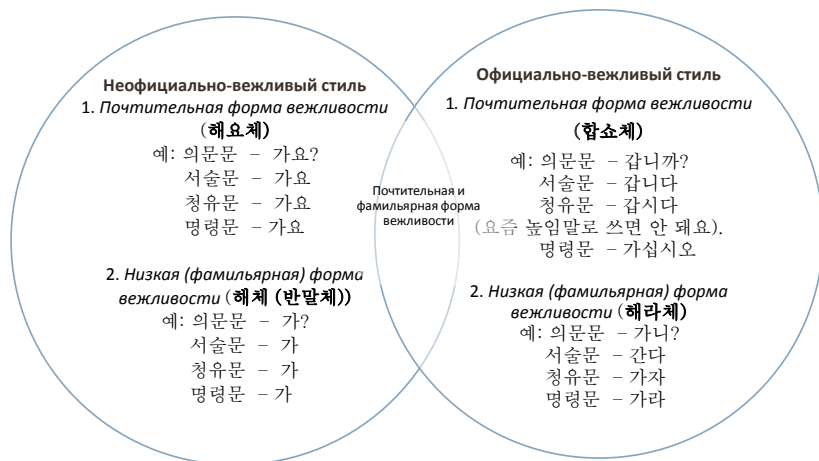 Неофициально-вежливый стиль
1. Почтительная форма вежливости
(해요체)
예: 의문문 – 가요?
서술문 – 가요
청유문 – 가요
명령문 – 가요
2. Низкая (фамильярная) форма
вежливости (해체 (반말체))
예: 의문문 – 가?
서술문 – 가
청유문 – 가
명령문 – 가
Почтительная и
фамильярная форма
вежливости
Официально-вежливый стиль
1. Почтительная форма вежливости
(합쇼체)
예: 의문문 – 갑니까?
서술문 – 갑니다
청유문 – 갑시다
(요즘 높임말로 쓰면 안 돼요).
명령문 – 가십시오
2. Низкая (фамильярная) форма
вежливости (해라체)
예: 의문문 – 가니?
서술문 – 간다
청유문 – 가자
명령문 – 가라